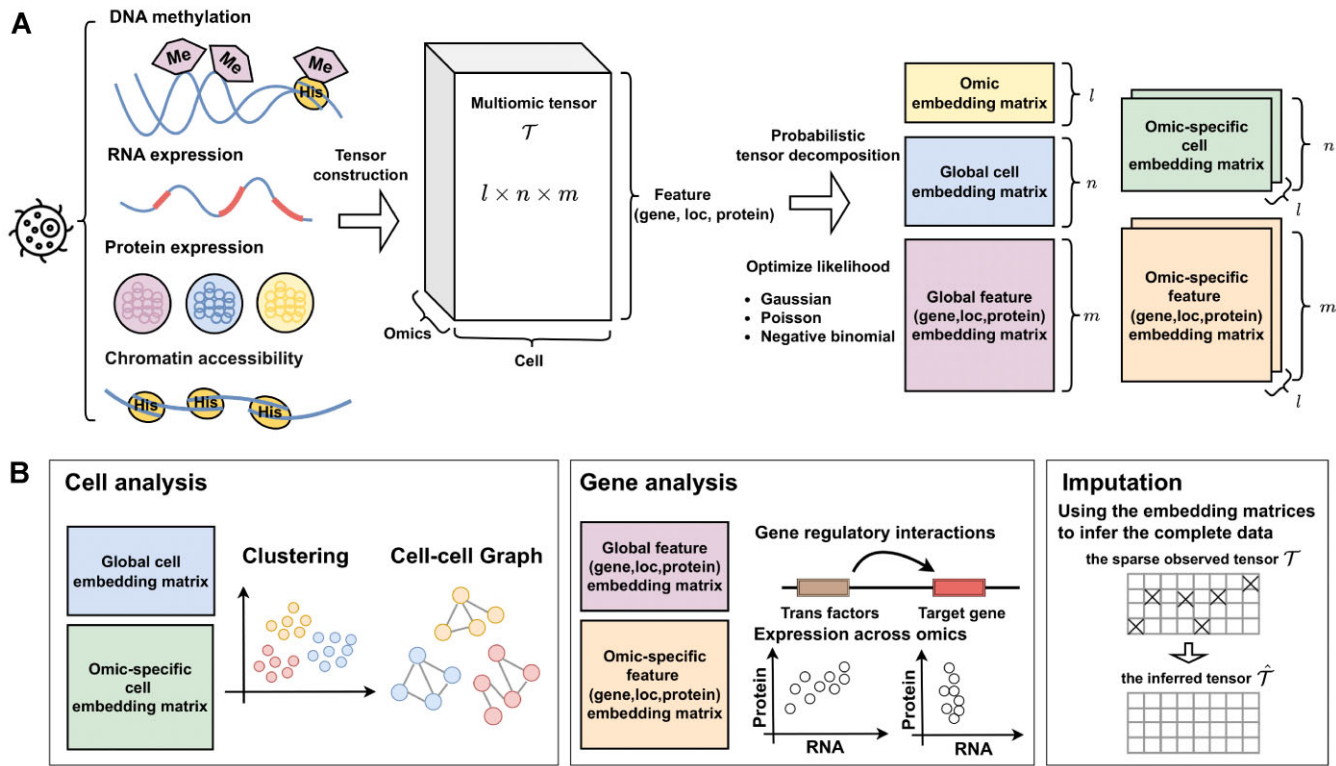 A
DNA methylation
Me
Me
Me
His
RNA expression
Protein expression
Chromatin accessibility
His
His
His
Tensor
construction
Multiomic tensor
𝒯
l × n × m
Feature
(gene, loc, protein)
Omics
Cell
Probabilistic
tensor decomposition
Optimize likelihood
• Gaussian
• Poisson
• Negative binomial
Omic
embedding matrix
l
Global cell
embedding matrix
n
Global feature
(gene,loc,protein)
embedding matrix
m
Omic-specific
cell
embedding matrix
n
l
Omic-specific
feature
(gene,loc,protein)
embedding matrix
m
l
B
Cell analysis
Global cell
embedding matrix
Omic-specific
cell
embedding matrix
Clustering
Cell-cell Graph
Gene analysis
Global feature
(gene,loc,protein)
embedding matrix
Omic-specific
feature
(gene,loc,protein)
embedding matrix
Gene regulatory interactions
Trans factors
Target gene
Expression across omics
Protein
RNA
Protein
RNA
Imputation
Using the embedding matrices
to infer the complete data
the sparse observed tensor 𝒯
the inferred tensor 𝒯̂